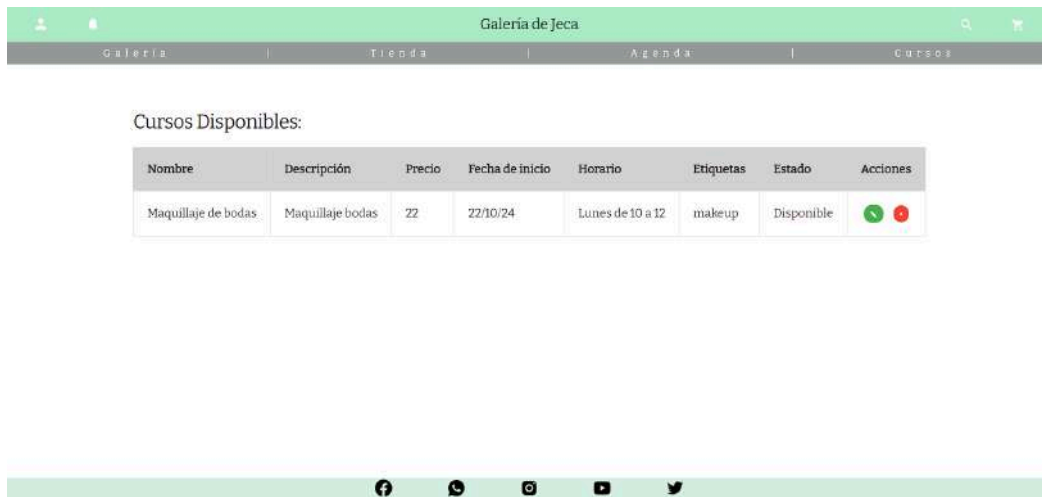 Galería de Jeca
Galería | Tienda | Agenda | Cursos
Cursos Disponibles:
Nombre Descripción Precio Fecha de inicio Horario Etiquetas Estado Acciones
Maquillaje de bodas Maquillaje bodas 22 22/10/24 Lunes de 10 a 12 makeup Disponible